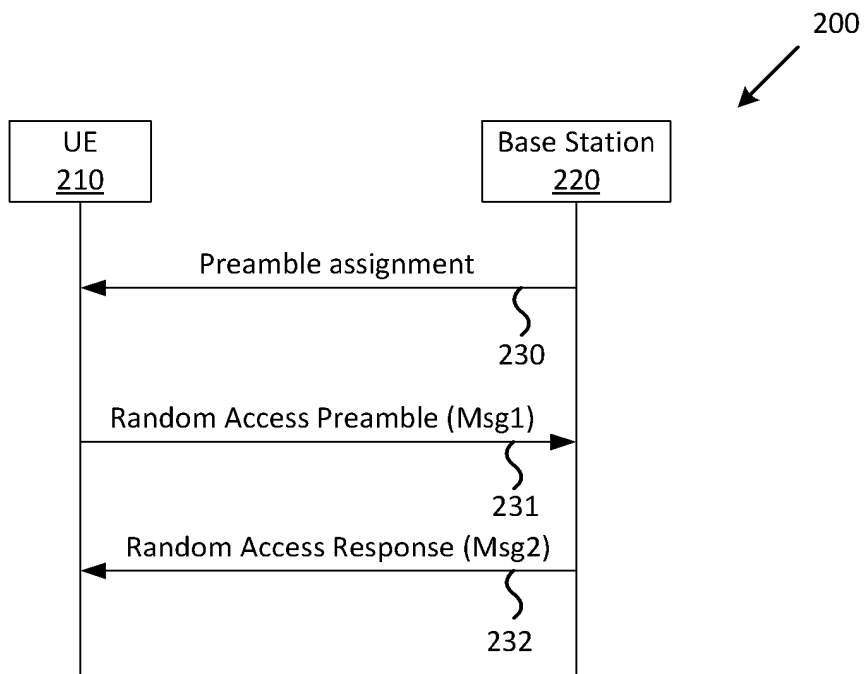 200
UE
210
Base Station
220
Preamble assignment
230
Random Access Preamble (Msg1)
231
Random Access Response (Msg2)
232